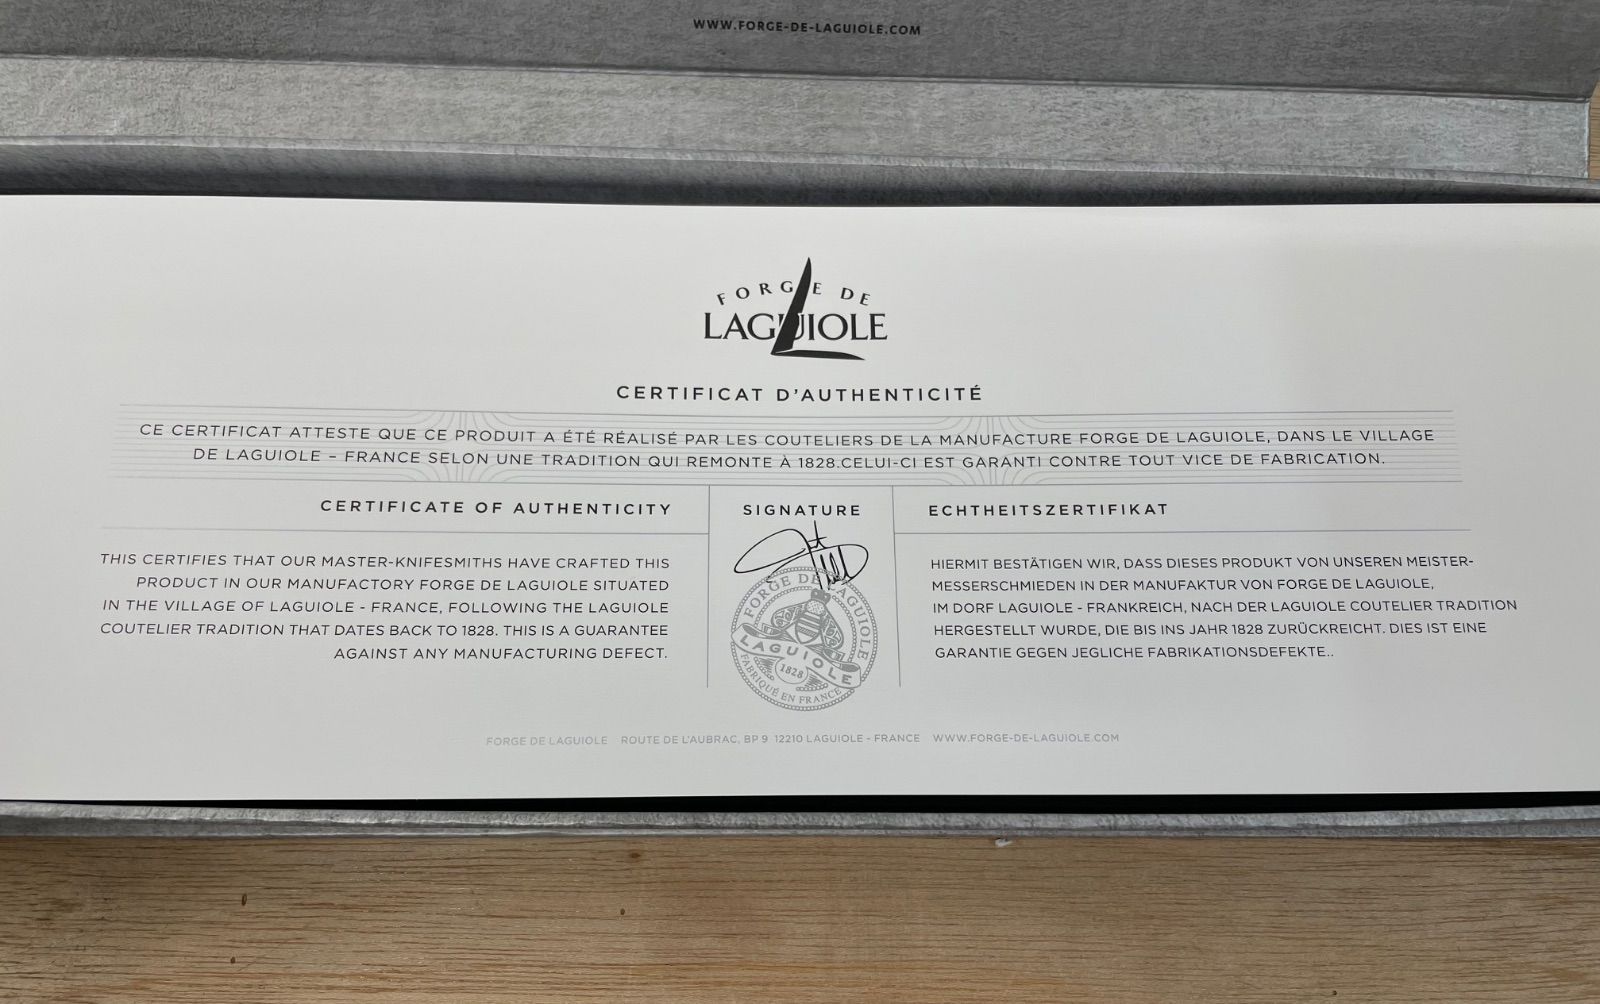 WWW.FORGE-DE-LAGUIOLE.COM
FORGE DE
LAGUIOLE
CERTIFICAT D'AUTHENTICITÉ
CE CERTIFICAT ATTESTE QUE CE PRODUIT A ÉTÉ RÉALISÉ PAR LES COUTELIERS DE LA MANUFACTURE FORGE DE LAGUIOLE, DANS LE VILLAGE
DE LAGUIOLE – FRANCE SELON UNE TRADITION QUI REMONTE À 1828.CELUI-CI EST GARANTI CONTRE TOUT VICE DE FABRICATION.
CERTIFICATE OF AUTHENTICITY
THIS CERTIFIES THAT OUR MASTER-KNIFESMITHS HAVE CRAFTED THIS
PRODUCT IN OUR MANUFACTORY FORGE DE LAGUIOLE SITUATED
IN THE VILLAGE OF LAGUIOLE - FRANCE, FOLLOWING THE LAGUIOLE
COUTELIER TRADITION THAT DATES BACK TO 1828. THIS IS A GUARANTEE
AGAINST ANY MANUFACTURING DEFECT.
SIGNATURE
FORGE DE LAGUIOLE
LAGUIOLE
1828
FABRIQUÉ EN FRANCE
ECHTHEITSZERTIFIKAT
HIERMIT BESTÄTIGEN WIR, DASS DIESES PRODUKT VON UNSEREN MEISTER-
MESSERSCHMIEDEN IN DER MANUFAKTUR VON FORGE DE LAGUIOLE,
IM DORF LAGUIOLE - FRANKREICH, NACH DER LAGUIOLE COUTELIER TRADITION
HERGESTELLT WURDE, DIE BIS INS JAHR 1828 ZURÜCKREICHT. DIES IST EINE
GARANTIE GEGEN JEGLICHE FABRIKATIONSDEFEKTE..
FORGE DE LAGUIOLE ROUTE DE L'AUBRAC, BP 9 12210 LAGUIOLE - FRANCE WWW.FORGE-DE-LAGUIOLE.COM